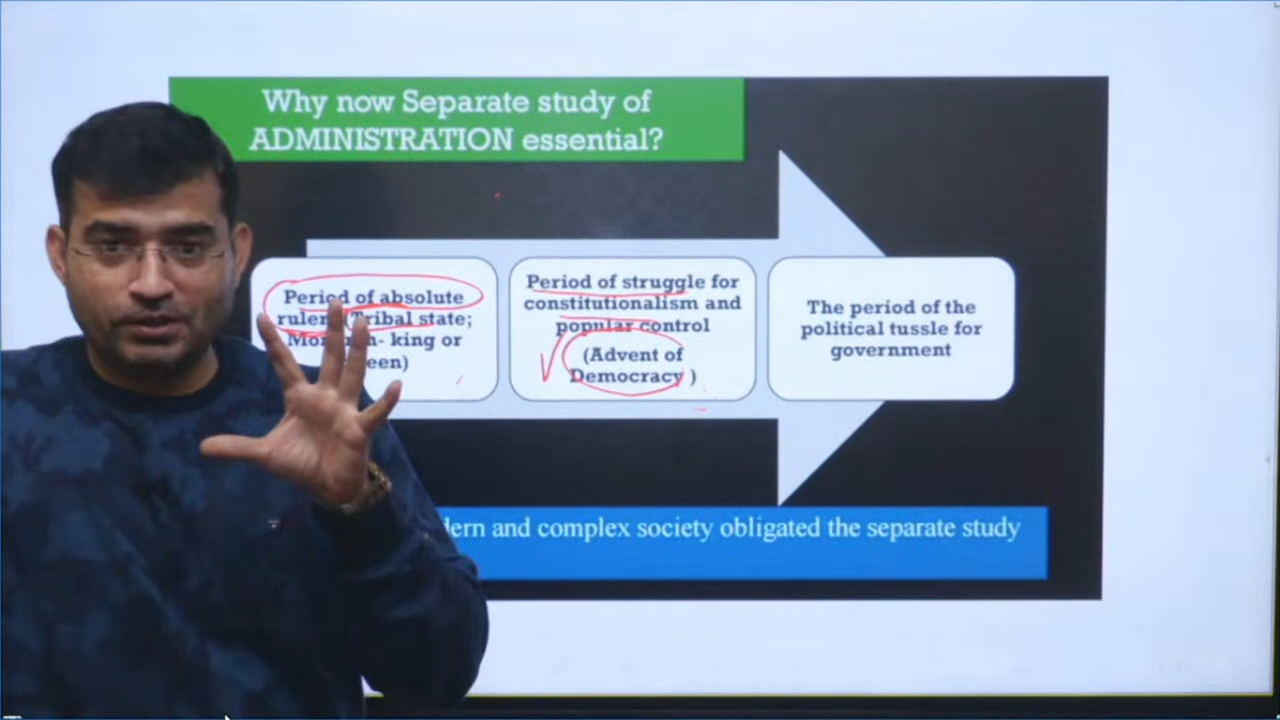 Why now Separate study of
ADMINISTRATION essential?
Period of absolute
ruler (Tribal state;
king or
Period of struggle for
constitutionalism and
popular control
(Advent of
Democracy )
The period of the
political tussle for
government
and complex society obligated the separate study